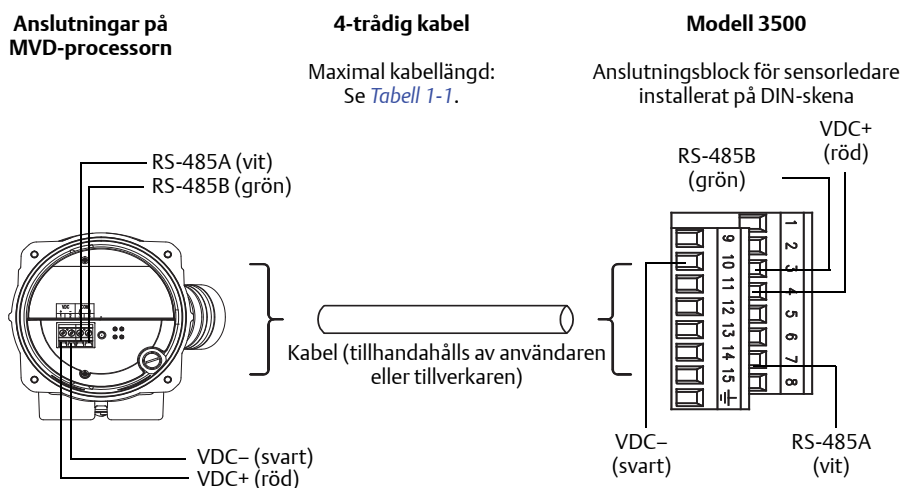 Anslutningar på
MVD-processorn
4-trådig kabel
Maximal kabellängd:
Se Tabell 1-1.
Modell 3500
Anslutningsblock för sensorledare
installerat på DIN-skena
RS-485A (vit)
RS-485B (grön)
RS-485B
(grön)
VDC+
(röd)
VDC
COM
1
2
3
4
5
6
7
8
9
10
11
12
13
14
15
Kabel (tillhandahålls av användaren
eller tillverkaren)
VDC– (svart)
VDC+ (röd)
VDC–
(svart)
RS-485A
(vit)